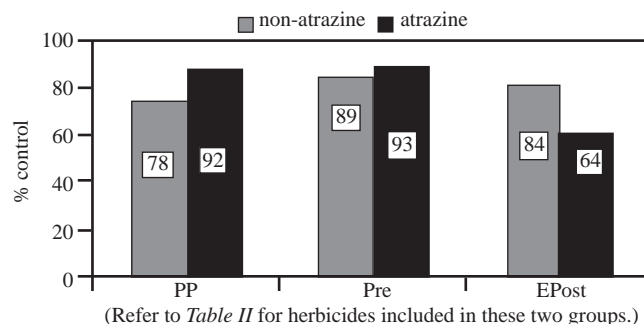 non-atrazine atrazine
% control
100
80
60
40
20
0
78 92 89 93 84 64
PP Pre EPost
(Refer to Table II for herbicides included in these two groups.)